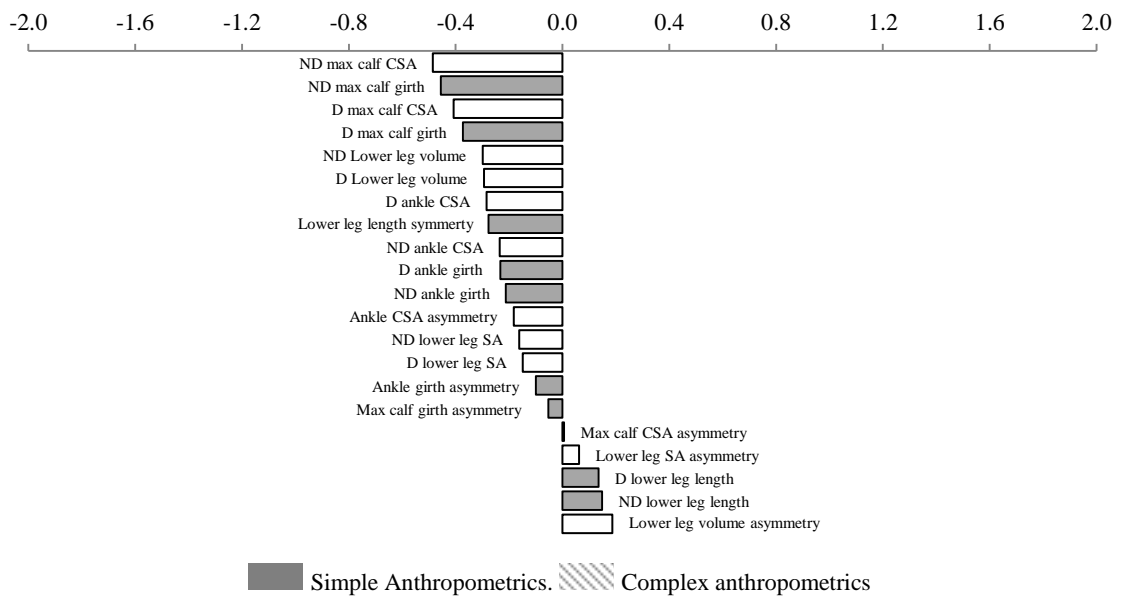 -2.0 -1.6 -1.2 -0.8 -0.4 0.0 0.4 0.8 1.2 1.6 2.0
ND max calf CSA
ND max calf girth
D max calf CSA
D max calf girth
ND Lower leg volume
D Lower leg volume
D ankle CSA
Lower leg length symmerty
ND ankle CSA
D ankle girth
ND ankle girth
Ankle CSA asymmetry
ND lower leg SA
D lower leg SA
Ankle girth asymmetry
Max calf girth asymmetry
Max calf CSA asymmetry
Lower leg SA asymmetry
D lower leg length
ND lower leg length
Lower leg volume asymmetry
Simple Anthropometrics. Complex anthropometrics